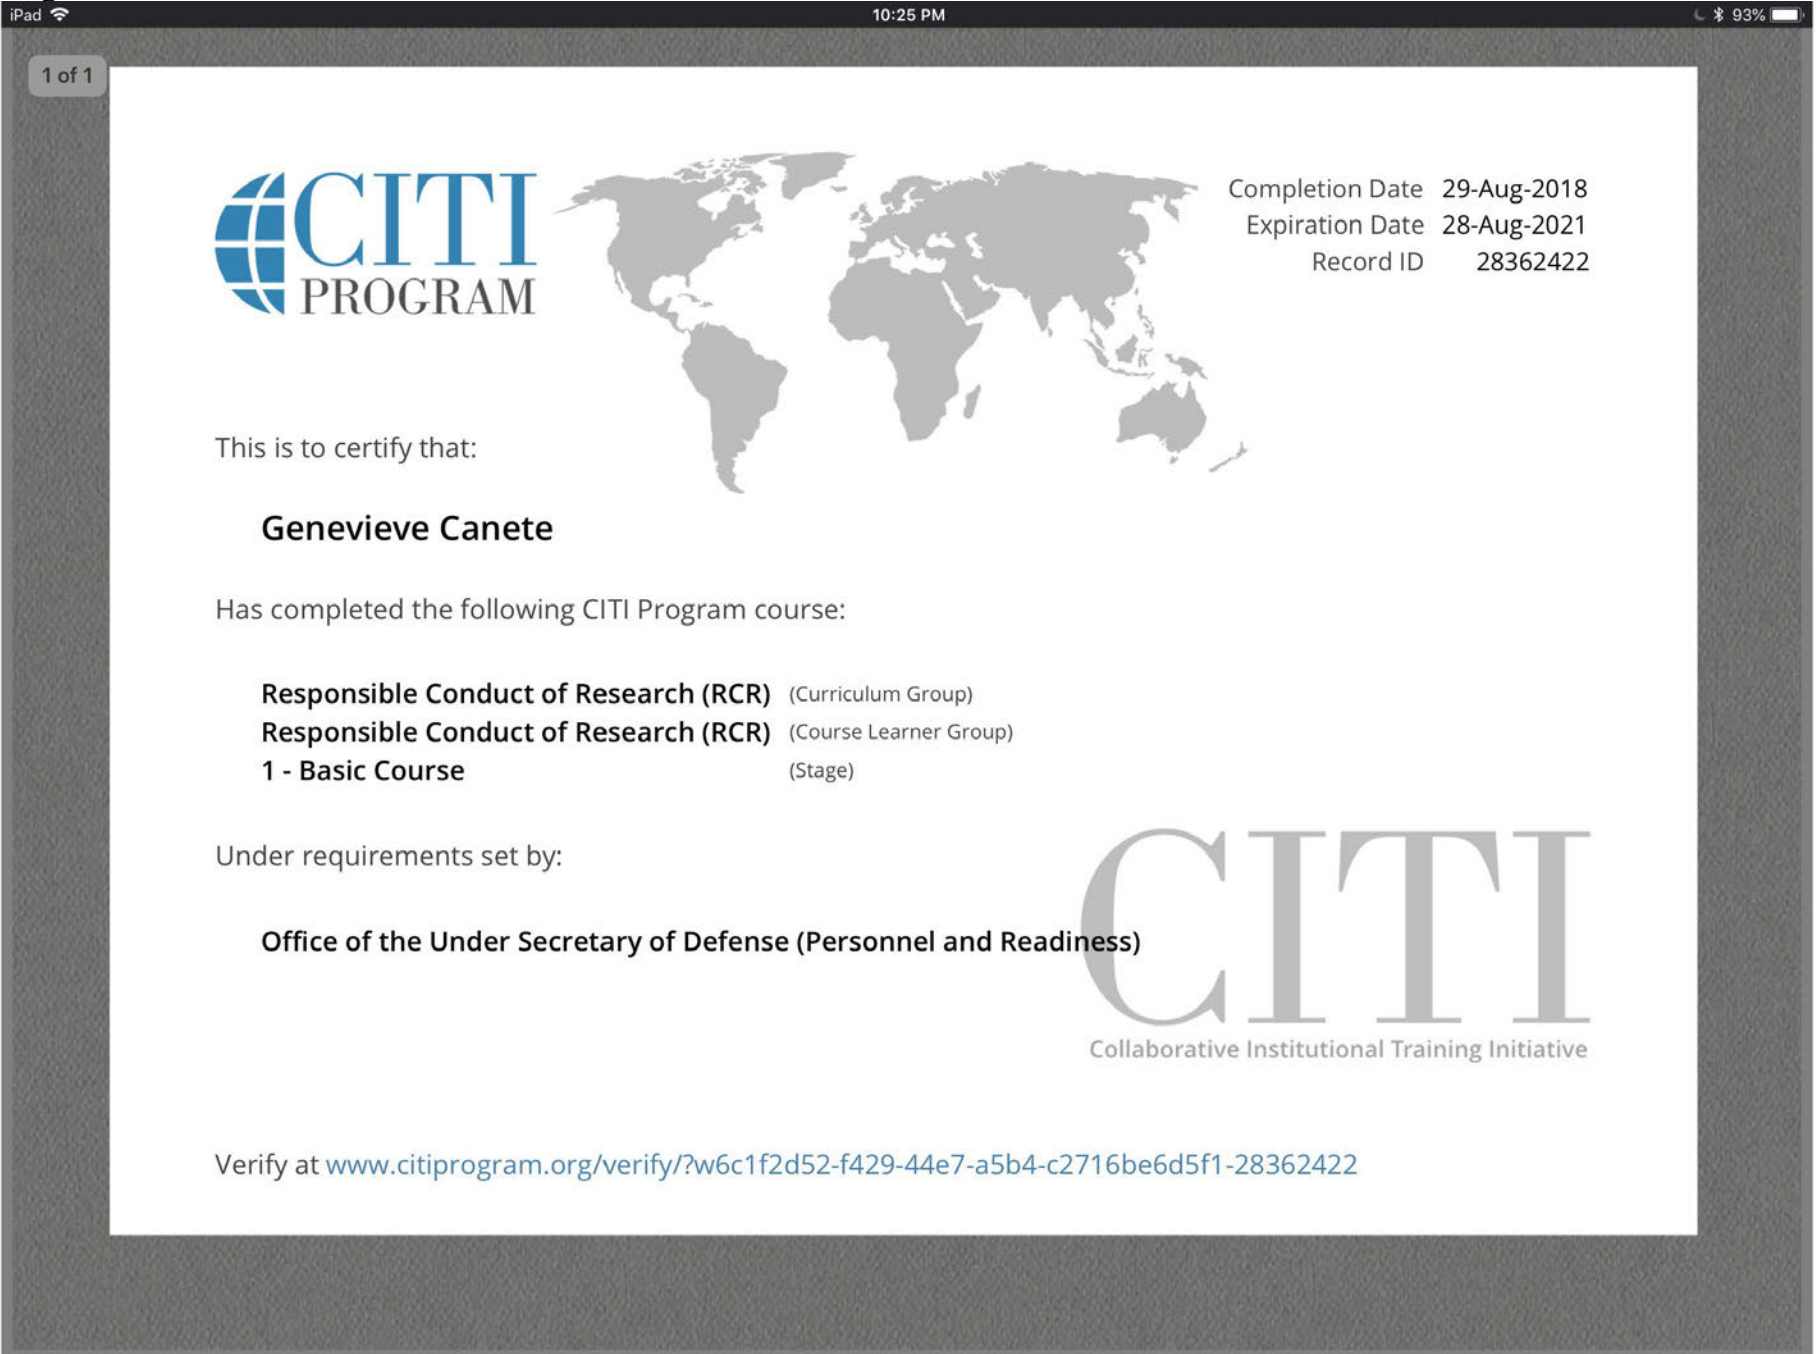 iPad 10:25 PM 93%
1 of 1
CITI
PROGRAM
Completion Date 29-Aug-2018
Expiration Date 28-Aug-2021
Record ID 28362422
This is to certify that:
Genevieve Canete
Has completed the following CITI Program course:
Responsible Conduct of Research (RCR) (Curriculum Group)
Responsible Conduct of Research (RCR) (Course Learner Group)
1 - Basic Course (Stage)
Under requirements set by:
Office of the Under Secretary of Defense (Personnel and Readiness)
CITI
Collaborative Institutional Training Initiative
Verify at www.citiprogram.org/verify/?w6c1f2d52-f429-44e7-a5b4-c2716be6d5f1-28362422